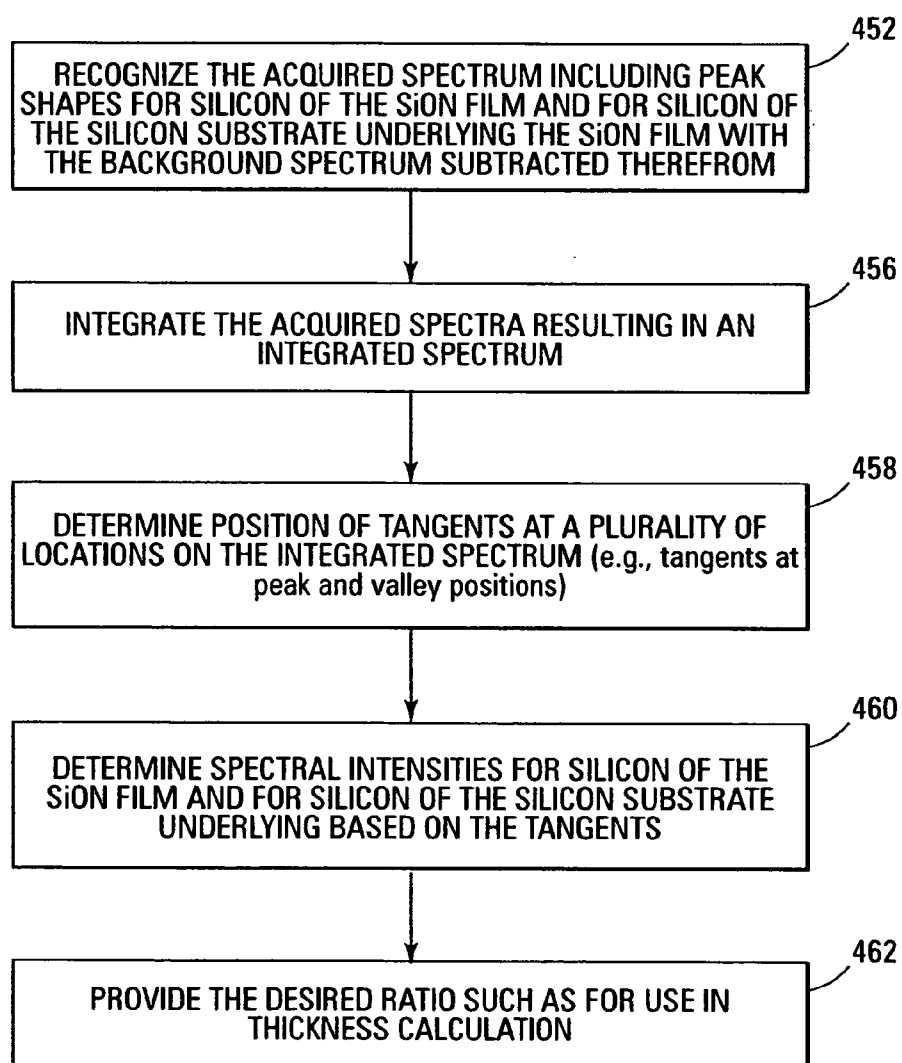 452
RECOGNIZE THE ACQUIRED SPECTRUM INCLUDING PEAK
SHAPES FOR SILICON OF THE SiON FILM AND FOR SILICON OF
THE SILICON SUBSTRATE UNDERLYING THE SiON FILM WITH
THE BACKGROUND SPECTRUM SUBTRACTED THEREFROM
456
INTEGRATE THE ACQUIRED SPECTRA RESULTING IN AN
INTEGRATED SPECTRUM
458
DETERMINE POSITION OF TANGENTS AT A PLURALITY OF
LOCATIONS ON THE INTEGRATED SPECTRUM (e.g., tangents at
peak and valley positions)
460
DETERMINE SPECTRAL INTENSITIES FOR SILICON OF THE
SiON FILM AND FOR SILICON OF THE SILICON SUBSTRATE
UNDERLYING BASED ON THE TANGENTS
462
PROVIDE THE DESIRED RATIO SUCH AS FOR USE IN
THICKNESS CALCULATION